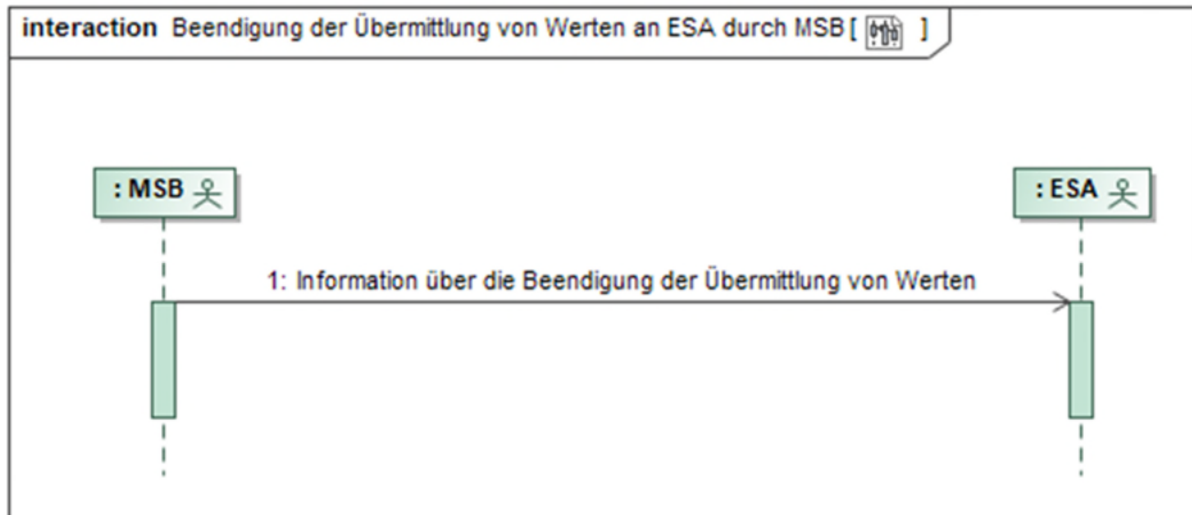 interaction Beendigung der Übermittlung von Werten an ESA durch MSB [ ]
: MSB
: ESA
1: Information über die Beendigung der Übermittlung von Werten